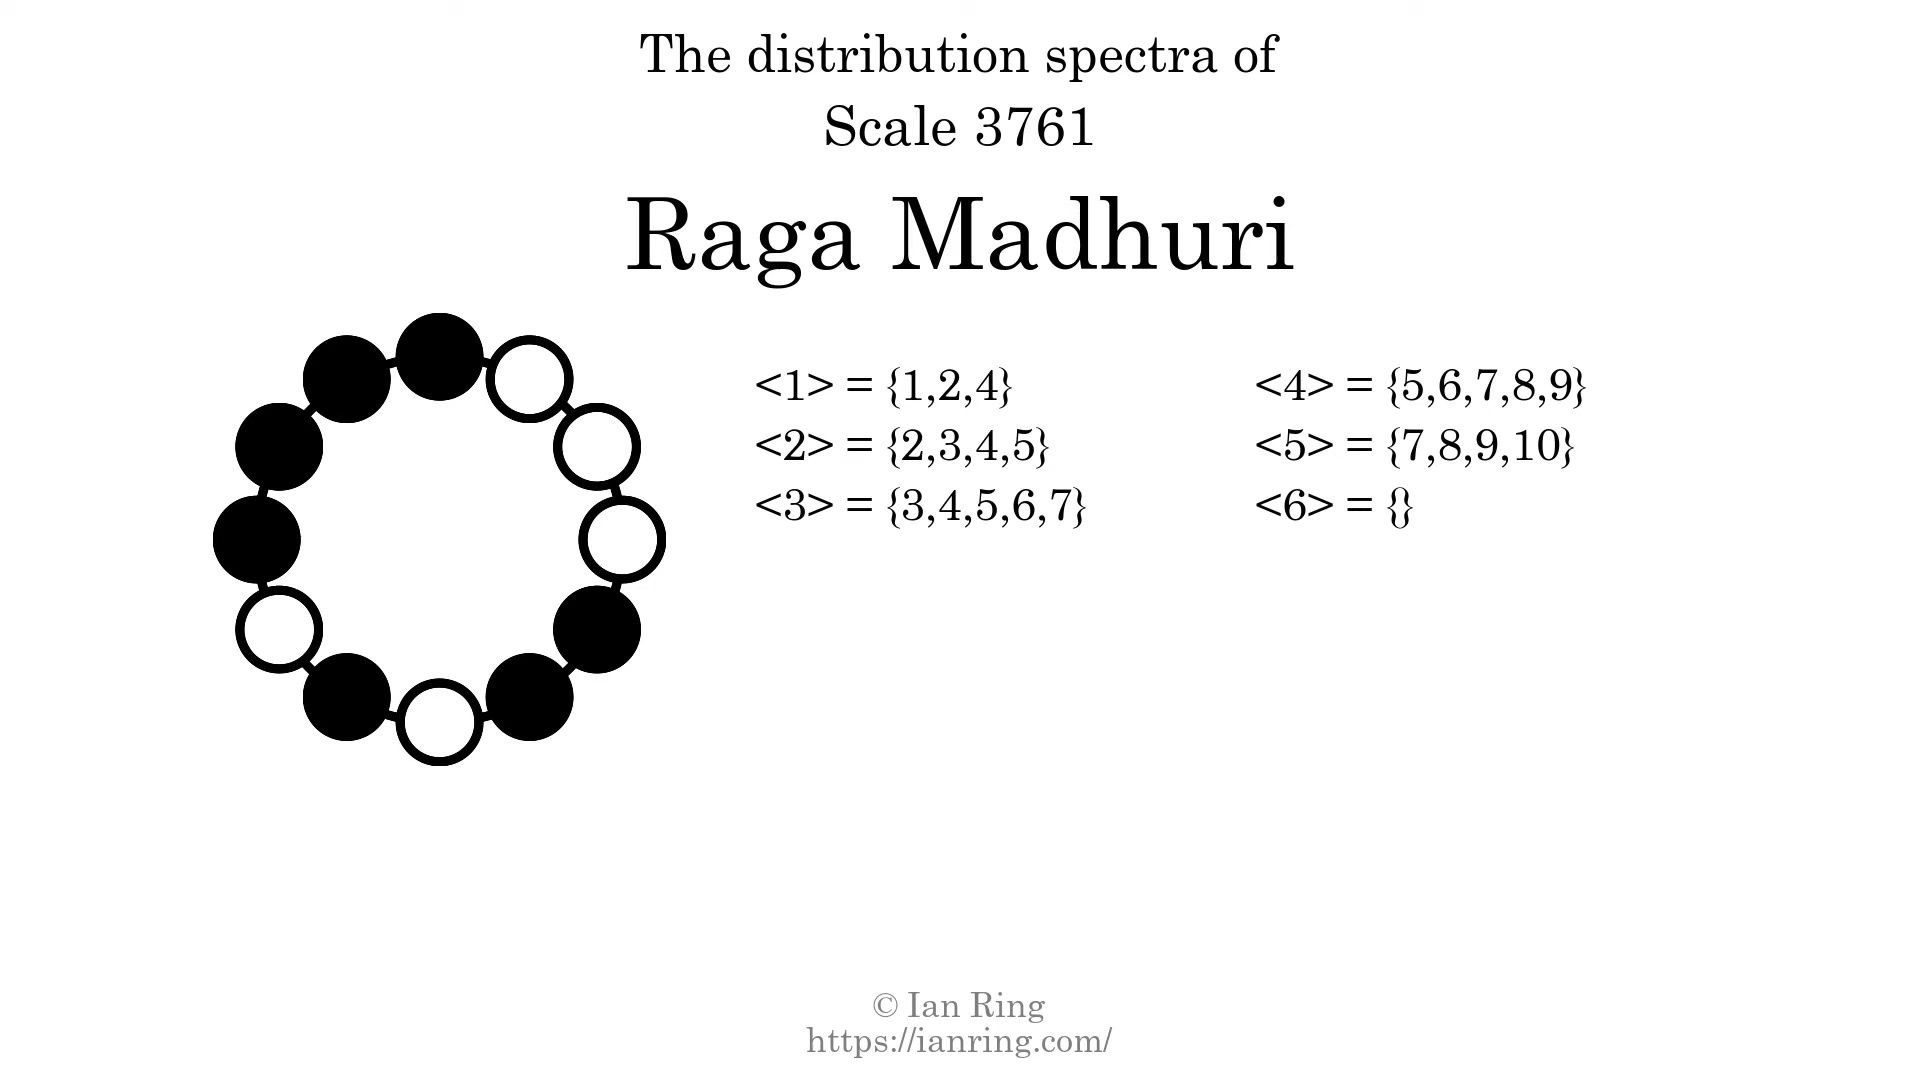 The distribution spectra of
Scale 3761
Raga Madhuri
<1> = {1,2,4}
<2> = {2,3,4,5}
<3> = {3,4,5,6,7}
<4> = {5,6,7,8,9}
<5> = {7,8,9,10}
<6> = {}
© Ian Ring
https://ianring.com/